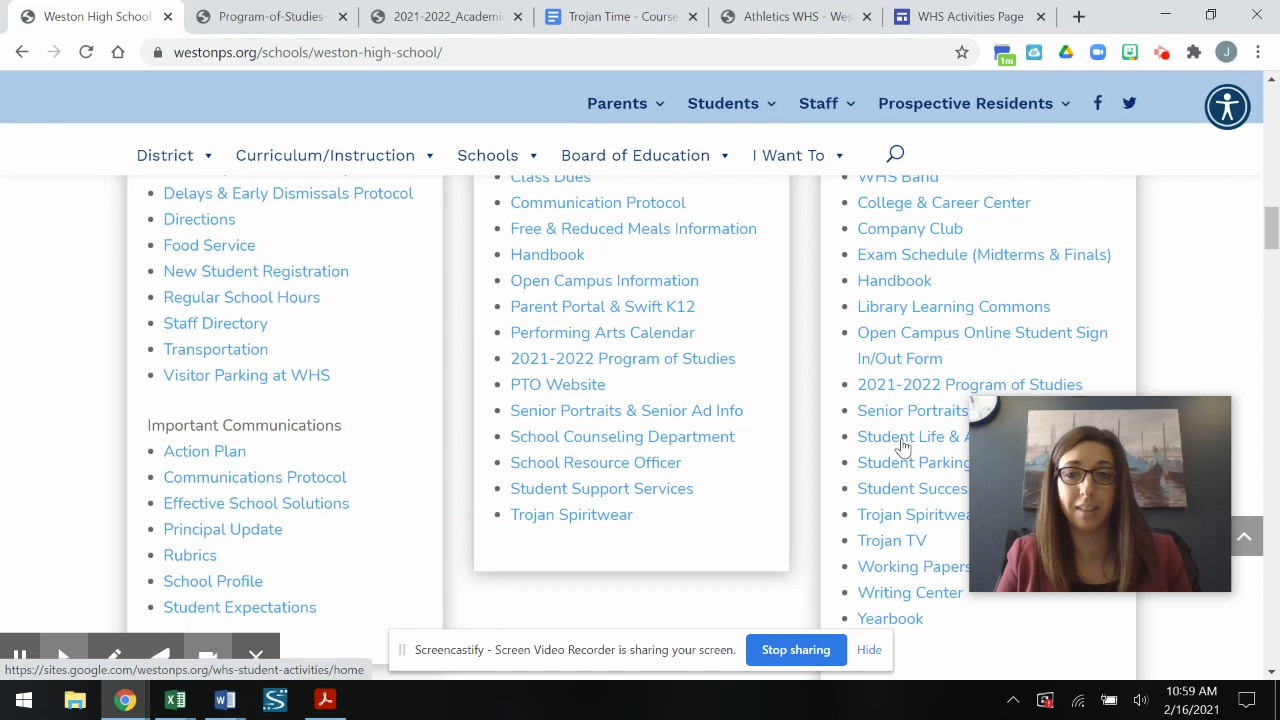 Weston High School
Program-of-Studies-
2021-2022_Academi
Trojan Time - Course
Athletics WHS - Wes
WHS Activities Page
westonps.org/schools/weston-high-school/
1m
J
Parents
Students
Staff
Prospective Residents
District
Curriculum/Instruction
Schools
Board of Education
I Want To
Delays & Early Dismissals Protocol
Directions
Food Service
New Student Registration
Regular School Hours
Staff Directory
Transportation
Visitor Parking at WHS
Important Communications
Action Plan
Communications Protocol
Effective School Solutions
Principal Update
Rubrics
School Profile
Student Expectations
Class Dues
Communication Protocol
Free & Reduced Meals Information
Handbook
Open Campus Information
Parent Portal & Swift K12
Performing Arts Calendar
2021-2022 Program of Studies
PTO Website
Senior Portraits & Senior Ad Info
School Counseling Department
School Resource Officer
Student Support Services
Trojan Spiritwear
WHS Band
College & Career Center
Company Club
Exam Schedule (Midterms & Finals)
Handbook
Library Learning Commons
Open Campus Online Student Sign
In/Out Form
2021-2022 Program of Studies
Senior Portraits
Student Life & A
Student Parking
Student Succes
Trojan Spiritwea
Trojan TV
Working Papers
Writing Center
Yearbook
Screencastify - Screen Video Recorder is sharing your screen.
Stop sharing
Hide
https://sites.google.com/westonps.org/whs-student-activities/home
10:59 AM
2/16/2021